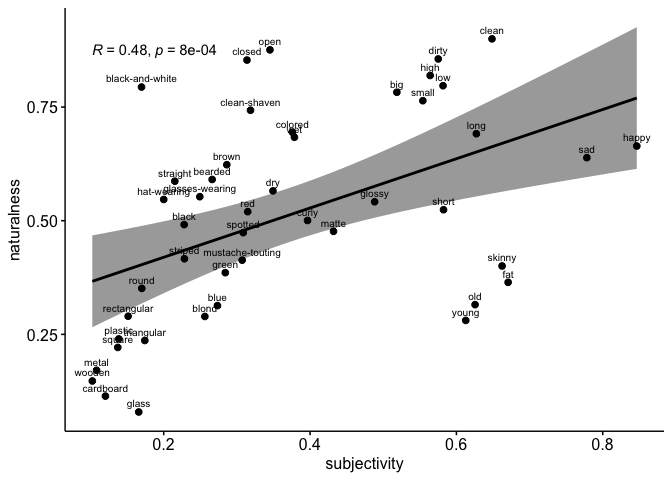 R = 0.48, p = 8e-04
open
closed
clean
dirty
high
low
black-and-white
big
small
clean-shaven
colored
wet
long
happy
sad
brown
straight
bearded
hat-wearing
glasses-wearing
dry
glossy
short
red
curly
black
spotted
matte
striped
mustache-touting
green
skinny
fat
round
blue
old
rectangular
blond
young
plastic
triangular
square
metal
wooden
cardboard
glass
0.75
0.50
0.25
naturalness
0.2
0.4
0.6
0.8
subjectivity